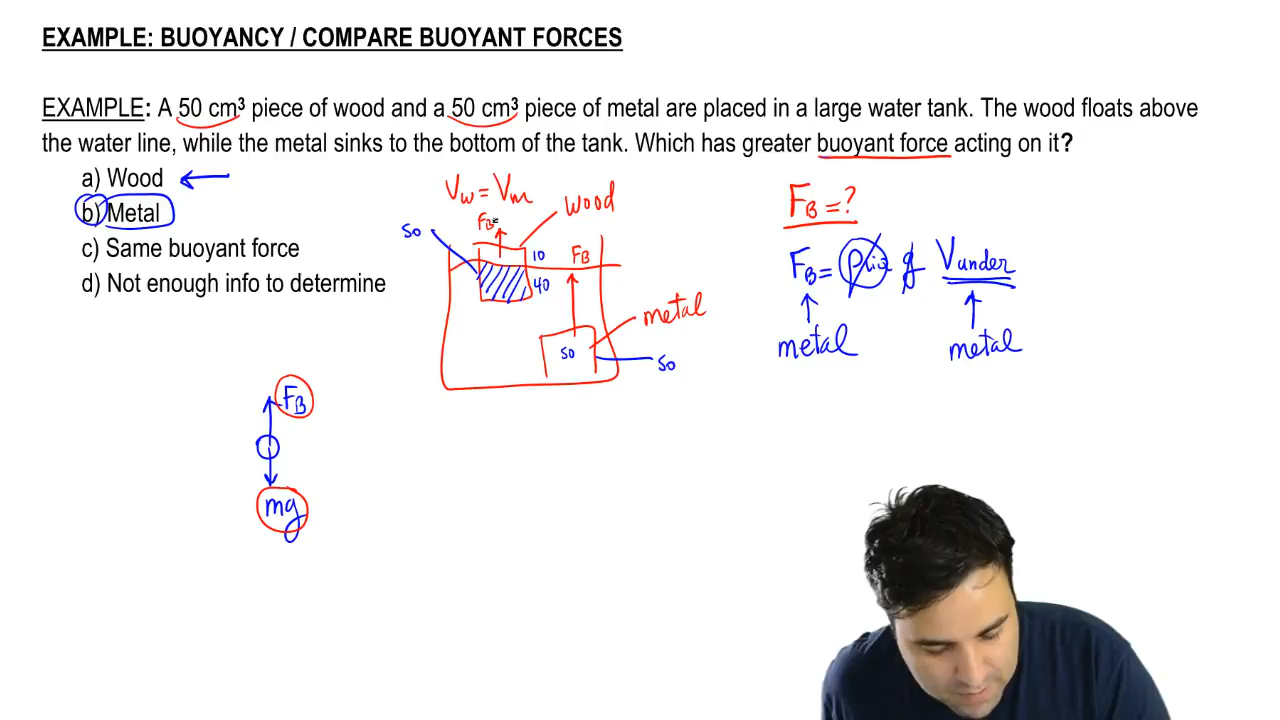 EXAMPLE: BUOYANCY / COMPARE BUOYANT FORCES
EXAMPLE: A 50 cm³ piece of wood and a 50 cm³ piece of metal are placed in a large water tank. The wood floats above
the water line, while the metal sinks to the bottom of the tank. Which has greater buoyant force acting on it?
a) Wood
b) Metal
c) Same buoyant force
d) Not enough info to determine
Vw = Vm
wood
FB=
50
10
40
FB
metal
50
50
FB = ?
FB = ρliq g Vunder
metal
metal
FB
mg